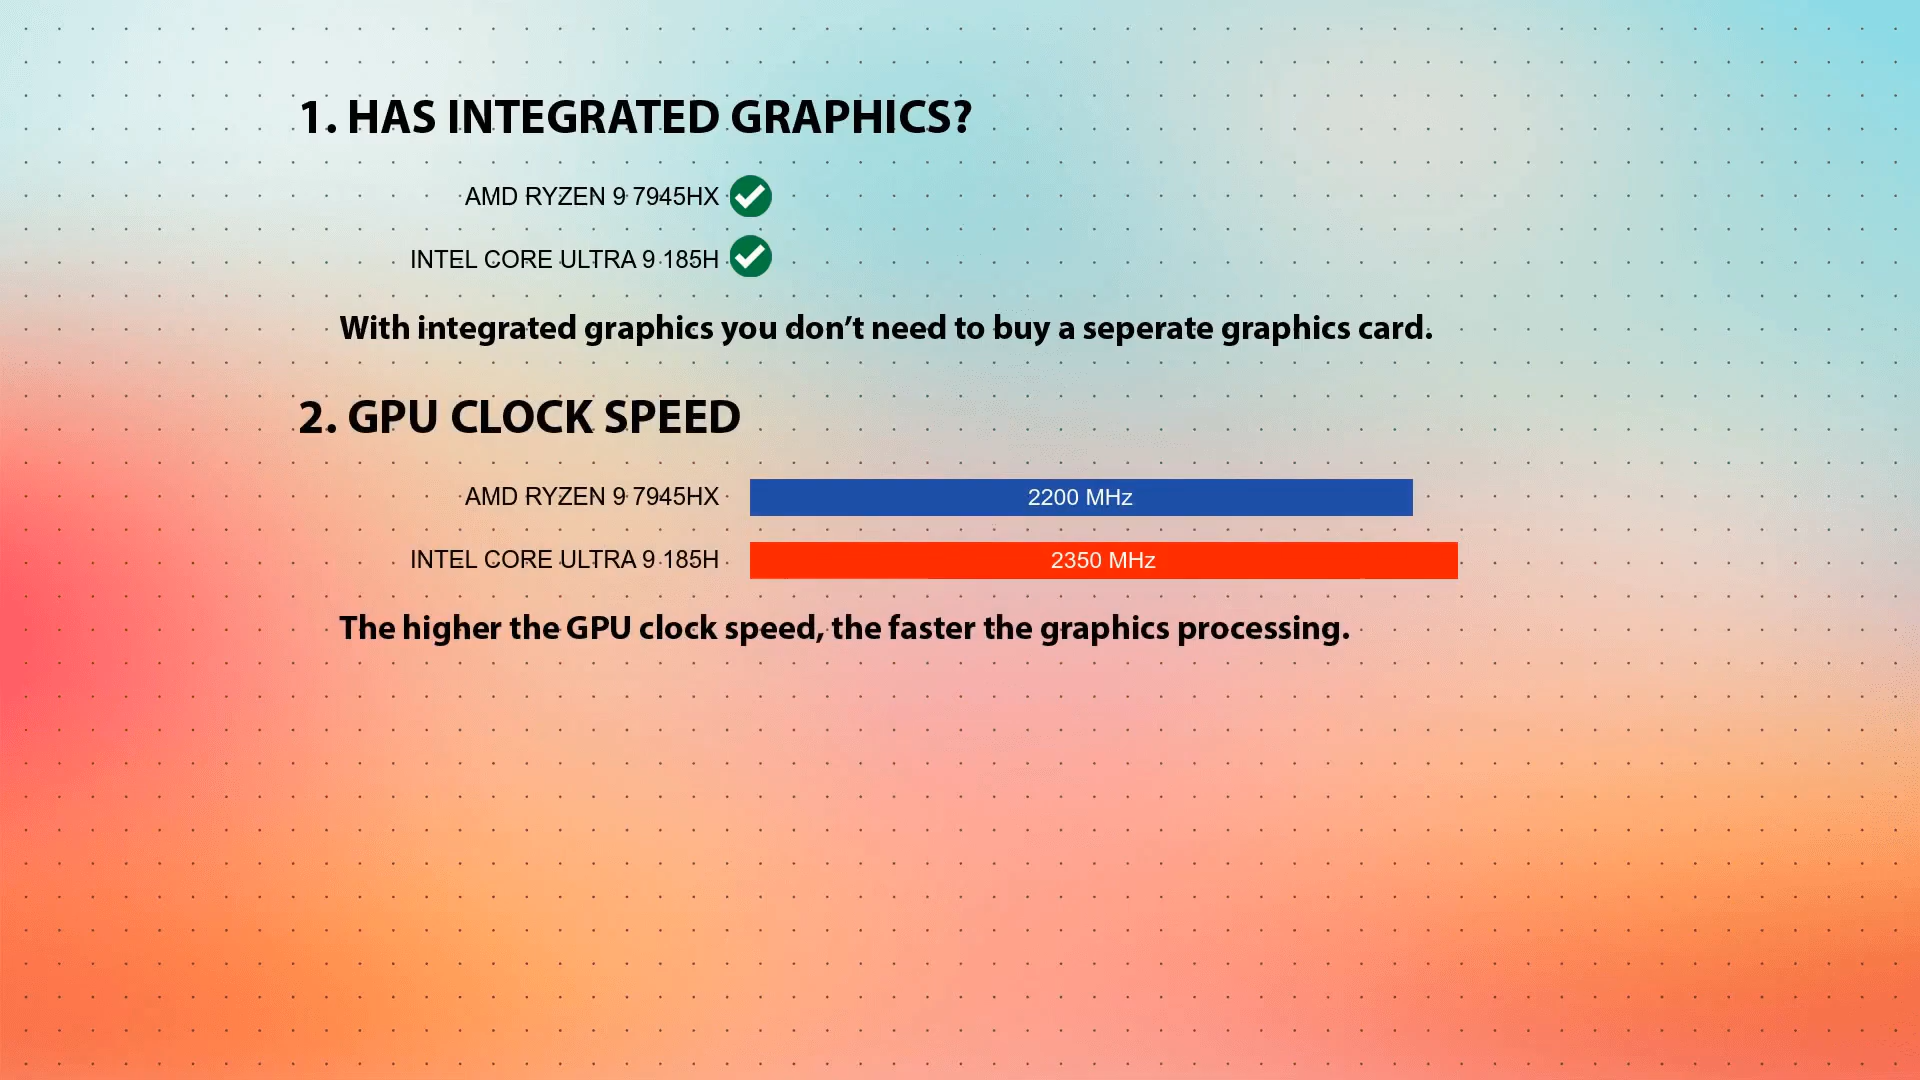 1. HAS INTEGRATED GRAPHICS?
AMD RYZEN 9 7945HX
INTEL CORE ULTRA 9 185H
With integrated graphics you don’t need to buy a seperate graphics card.
2. GPU CLOCK SPEED
AMD RYZEN 9 7945HX 2200 MHz
INTEL CORE ULTRA 9 185H 2350 MHz
The higher the GPU clock speed, the faster the graphics processing.